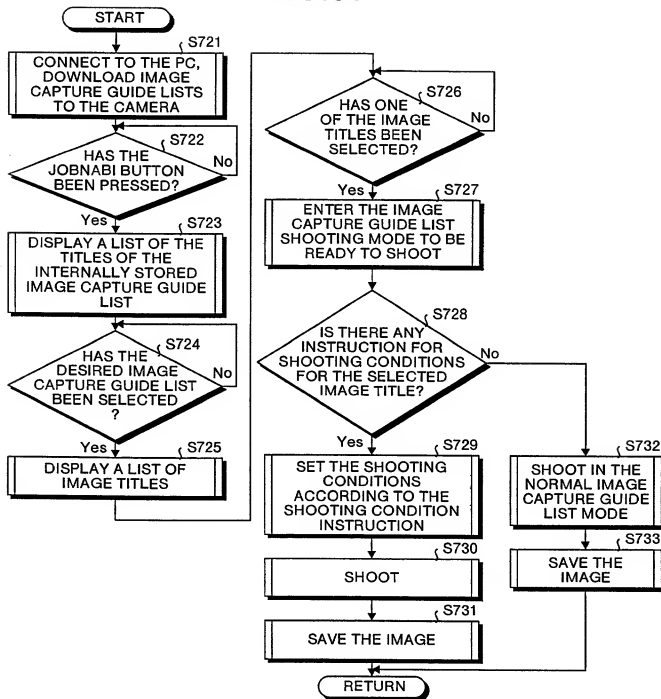 START
S721
CONNECT TO THE PC,
DOWNLOAD IMAGE
CAPTURE GUIDE LISTS
TO THE CAMERA
S722
HAS THE
JOBNABI BUTTON
BEEN PRESSED?
No
Yes
S723
DISPLAY A LIST OF THE
TITLES OF THE
INTERNALLY STORED
IMAGE CAPTURE GUIDE
LIST
S724
HAS THE
DESIRED IMAGE
CAPTURE GUIDE LIST
BEEN SELECTED
?
No
Yes
S725
DISPLAY A LIST OF
IMAGE TITLES
S726
HAS ONE
OF THE IMAGE
TITLES BEEN
SELECTED?
No
Yes
S727
ENTER THE IMAGE
CAPTURE GUIDE LIST
SHOOTING MODE TO BE
READY TO SHOOT
S728
IS THERE ANY
INSTRUCTION FOR
SHOOTING CONDITIONS
FOR THE SELECTED
IMAGE TITLE?
No
Yes
S729
SET THE SHOOTING
CONDITIONS
ACCORDING TO THE
SHOOTING CONDITION
INSTRUCTION
S730
SHOOT
S731
SAVE THE IMAGE
S732
SHOOT IN THE
NORMAL IMAGE
CAPTURE GUIDE
LIST MODE
S733
SAVE THE
IMAGE
RETURN